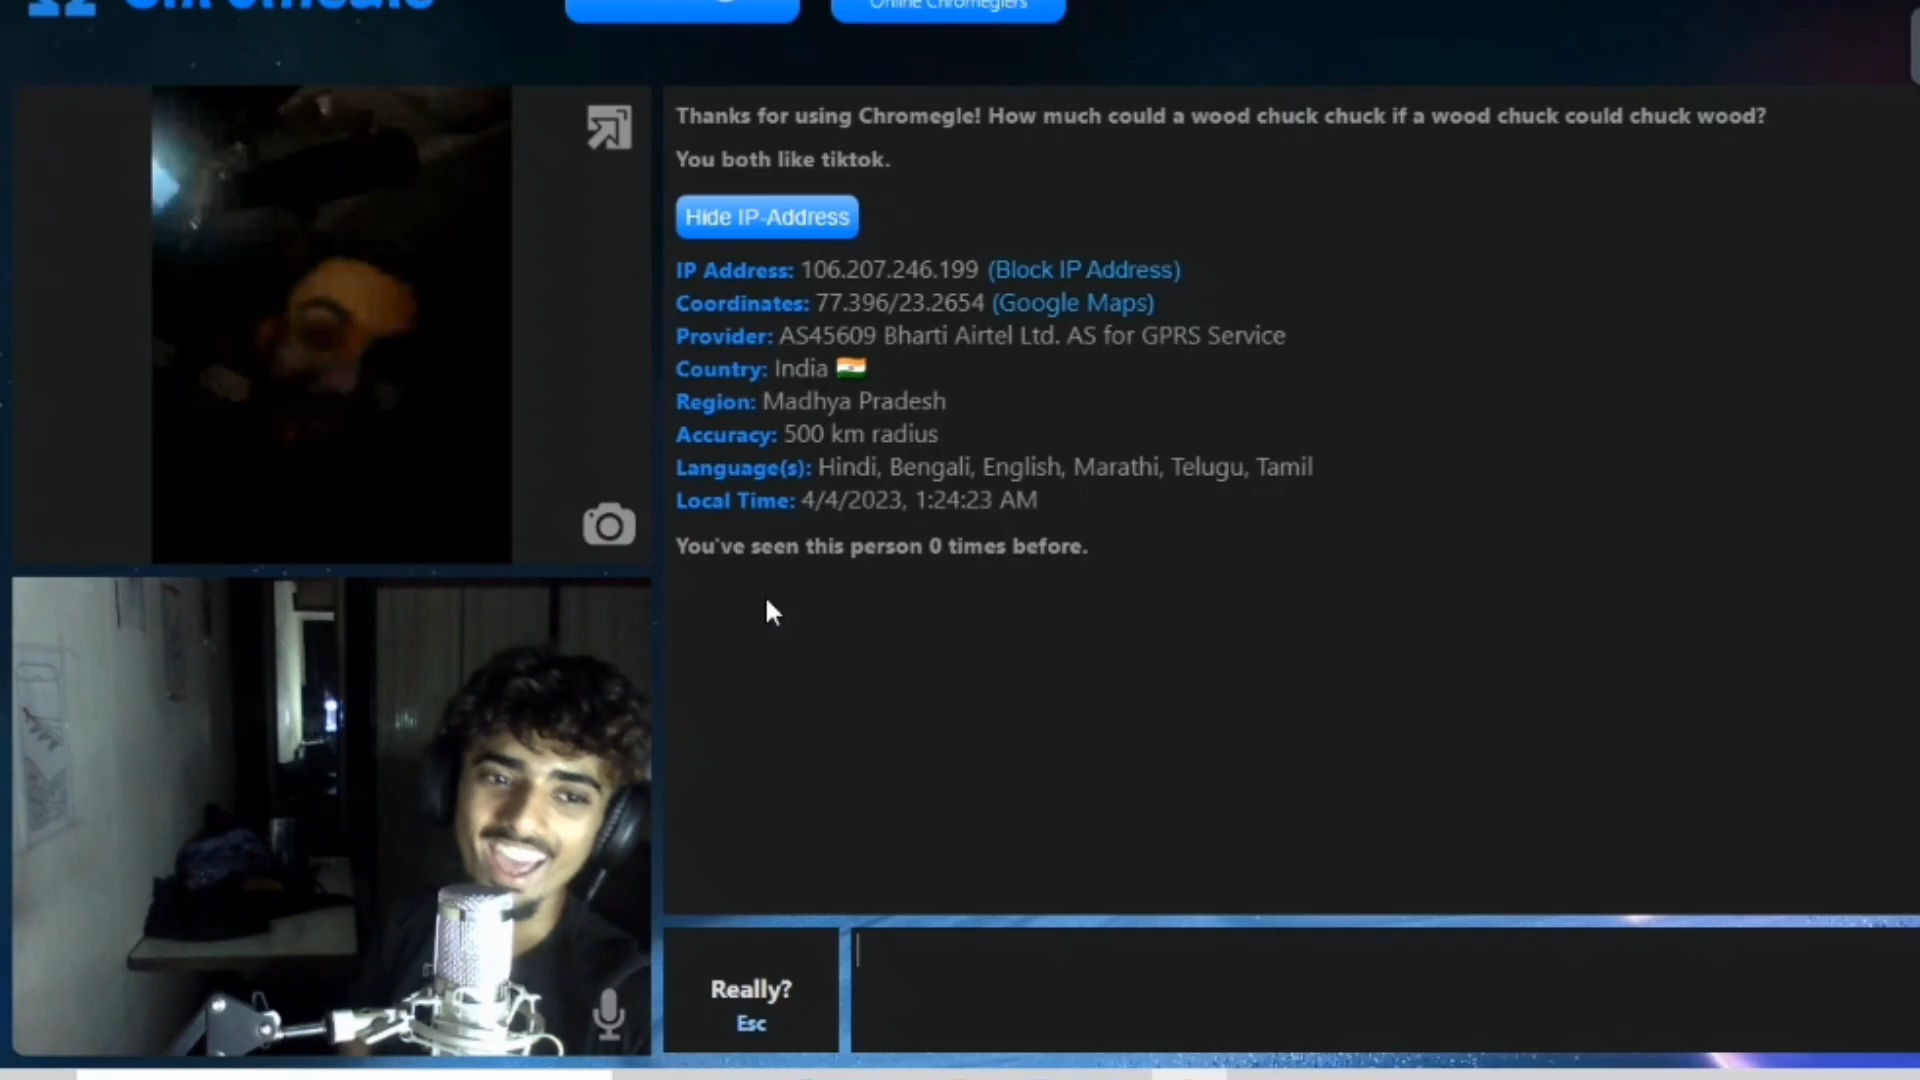 Chromegle
Online Chromeglers
Thanks for using Chromegle! How much could a wood chuck chuck if a wood chuck could chuck wood?
You both like tiktok.
Hide IP-Address
IP Address: 106.207.246.199 (Block IP Address)
Coordinates: 77.396/23.2654 (Google Maps)
Provider: AS45609 Bharti Airtel Ltd. AS for GPRS Service
Country: India 🇮🇳
Region: Madhya Pradesh
Accuracy: 500 km radius
Language(s): Hindi, Bengali, English, Marathi, Telugu, Tamil
Local Time: 4/4/2023, 1:24:23 AM
You've seen this person 0 times before.
Really?
Esc